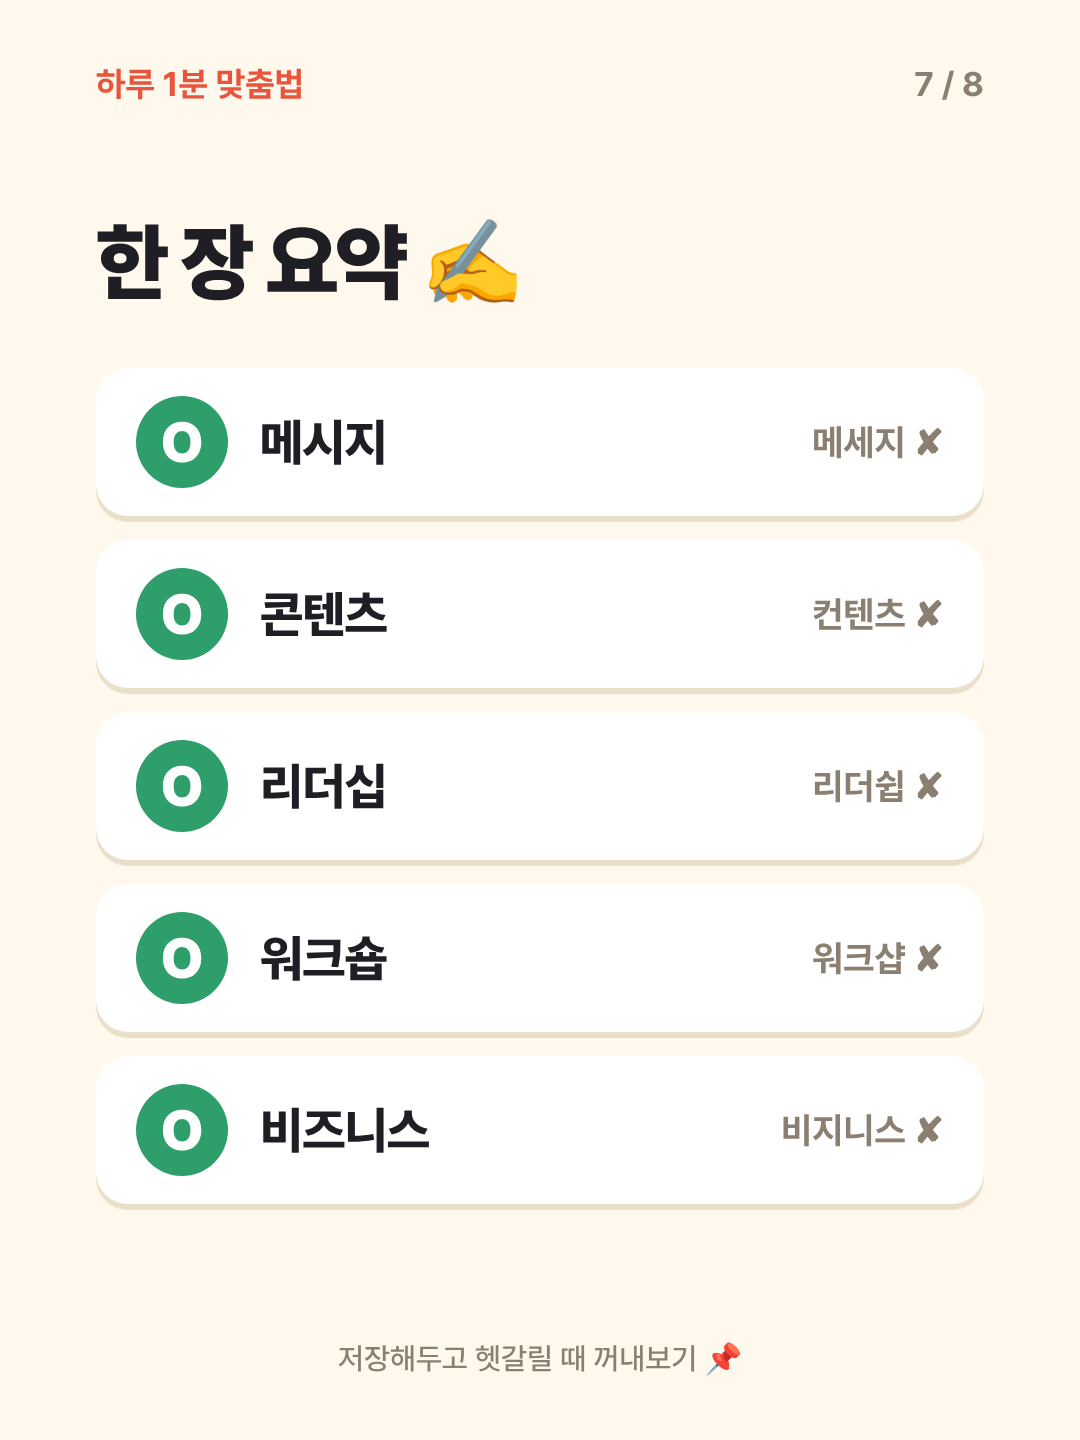 하루 1분 맞춤법
7 / 8
한 장 요약 ✍️
O 메시지 메세지 ✘
O 콘텐츠 컨텐츠 ✘
O 리더십 리더쉽 ✘
O 워크숍 워크샵 ✘
O 비즈니스 비지니스 ✘
저장해두고 헷갈릴 때 꺼내보기 📌